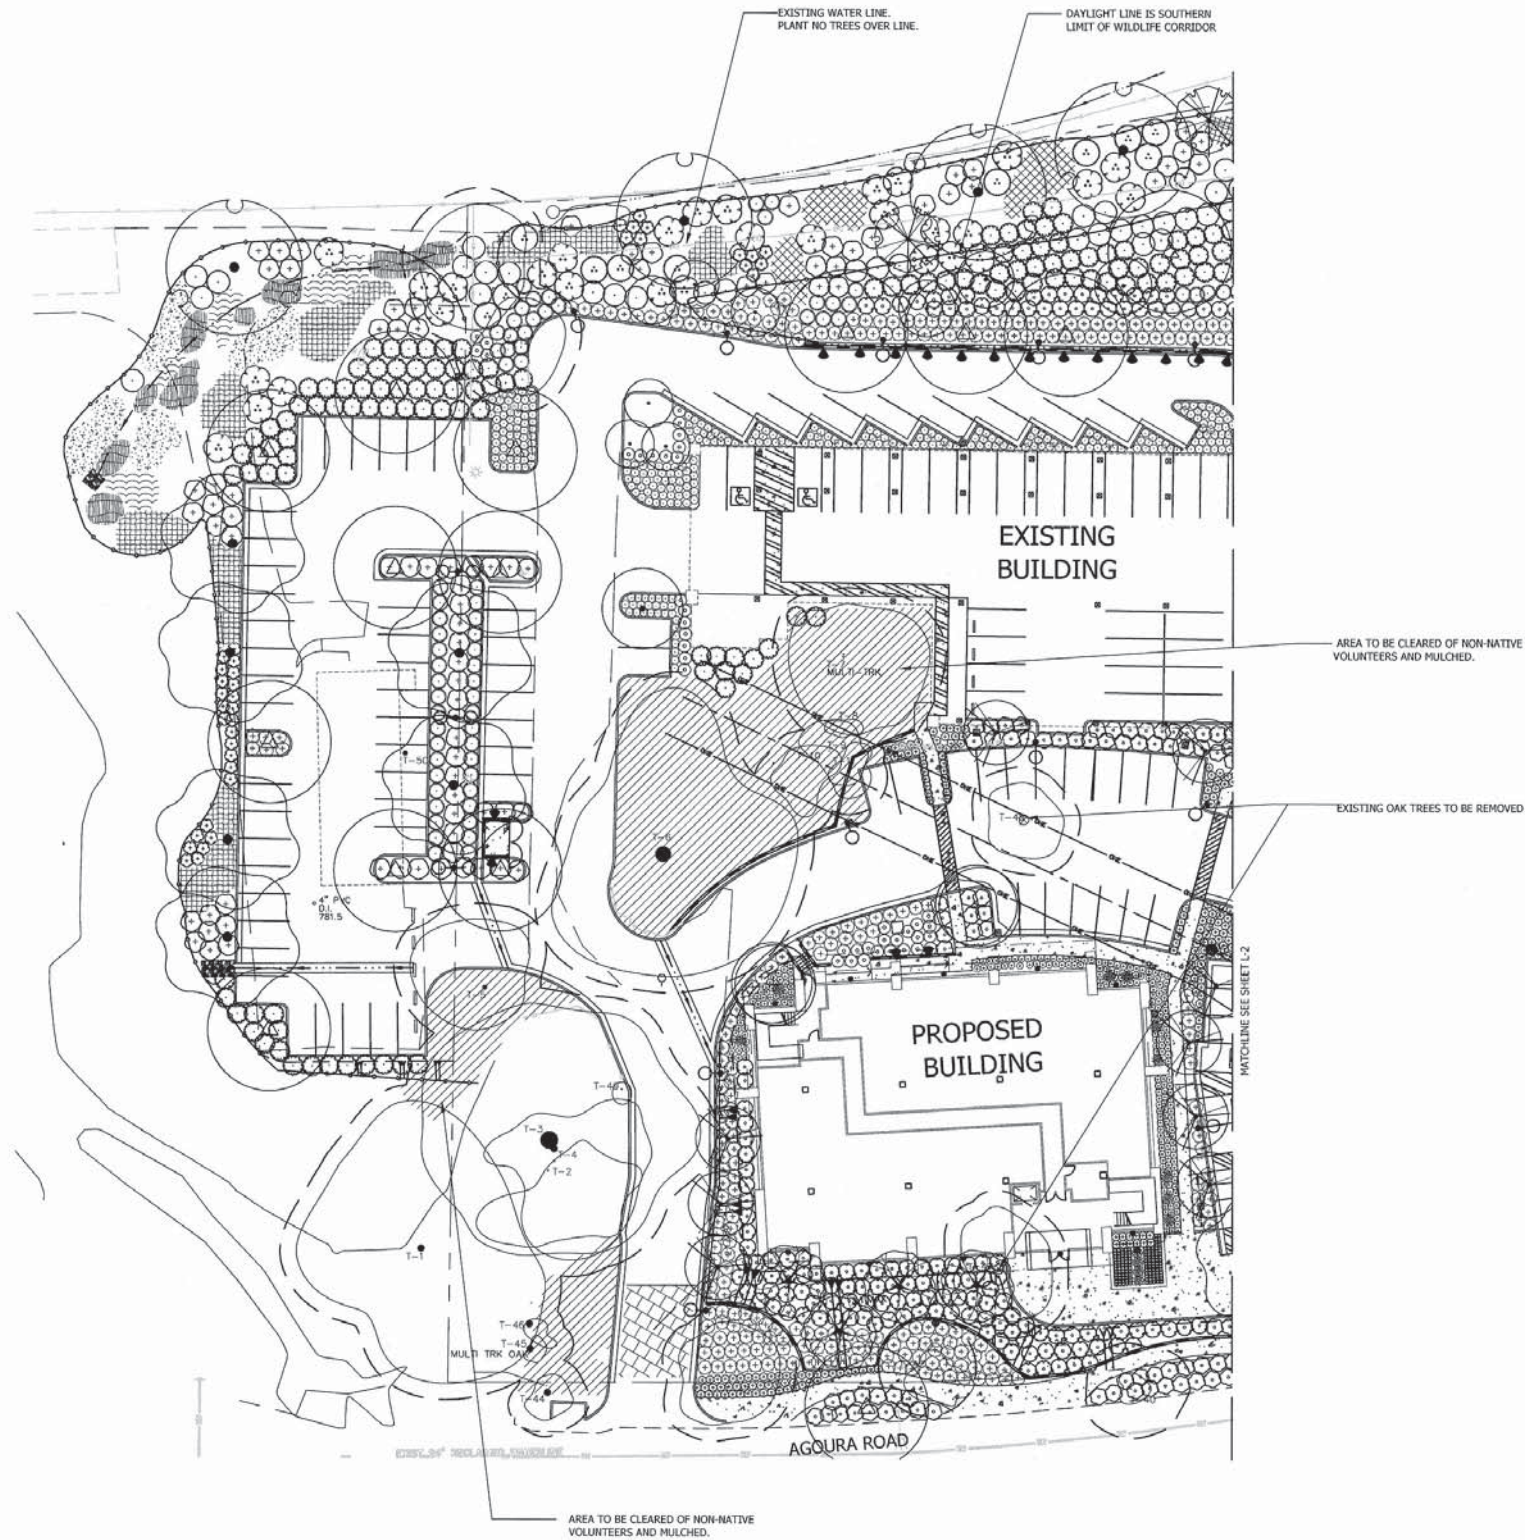 EXISTING WATER LINE.
PLANT NO TREES OVER LINE.
DAYLIGHT LINE IS SOUTHERN
LIMIT OF WILDLIFE CORRIDOR
EXISTING
BUILDING
AREA TO BE CLEARED OF NON-NATIVE
VOLUNTEERS AND MULCHED.
MULTI-TRK
T-8
T-50
EXISTING OAK TREES TO BE REMOVED
T-6
4" PVC
D.I.
781.5
T-5
MATCHLINE SEE SHEET L-2
PROPOSED
BUILDING
T-49
T-3
T-4
T-2
T-1
T-46
T-45
MULTI TRK OAK
T-44
AGOURA ROAD
AREA TO BE CLEARED OF NON-NATIVE
VOLUNTEERS AND MULCHED.